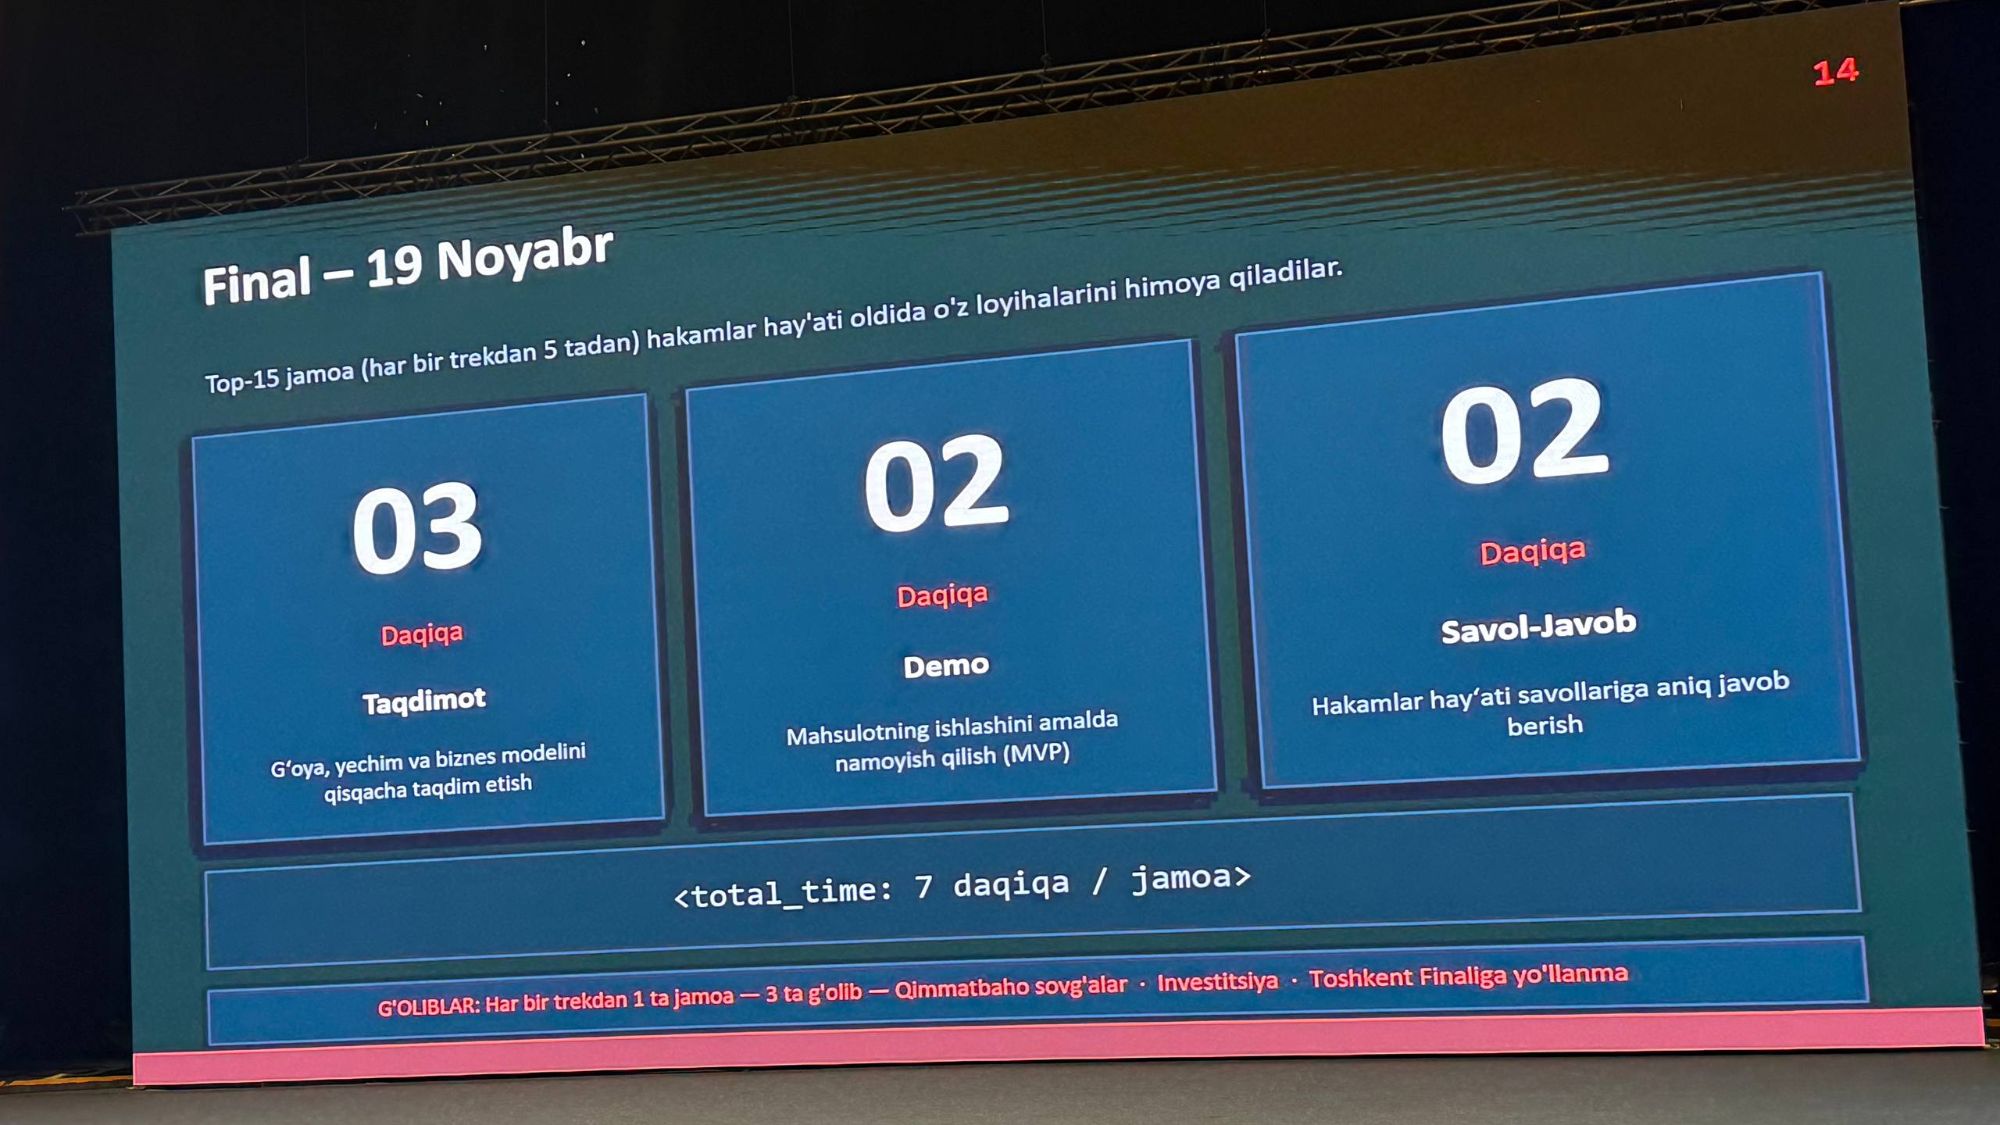 14
Final – 19 Noyabr
Top-15 jamoa (har bir trekdan 5 tadan) hakamlar hay'ati oldida o'z loyihalarini himoya qiladilar.
03
Daqiqa
Taqdimot
Gʻoya, yechim va biznes modelini
qisqacha taqdim etish
02
Daqiqa
Demo
Mahsulotning ishlashini amalda
namoyish qilish (MVP)
02
Daqiqa
Savol-Javob
Hakamlar hayʻati savollariga aniq javob
berish
<total_time: 7 daqiqa / jamoa>
G'OLIBLAR: Har bir trekdan 1 ta jamoa — 3 ta g'olib — Qimmatbaho sovg'alar · Investitsiya · Toshkent Finaliga yo'llanma